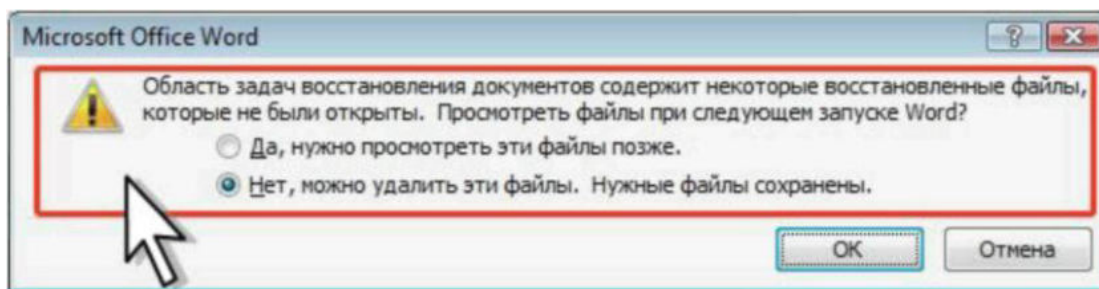 Microsoft Office Word
Область задач восстановления документов содержит некоторые восстановленные файлы,
которые не были открыты. Просмотреть файлы при следующем запуске Word?
Да, нужно просмотреть эти файлы позже.
Нет, можно удалить эти файлы. Нужные файлы сохранены.
ОК
Отмена